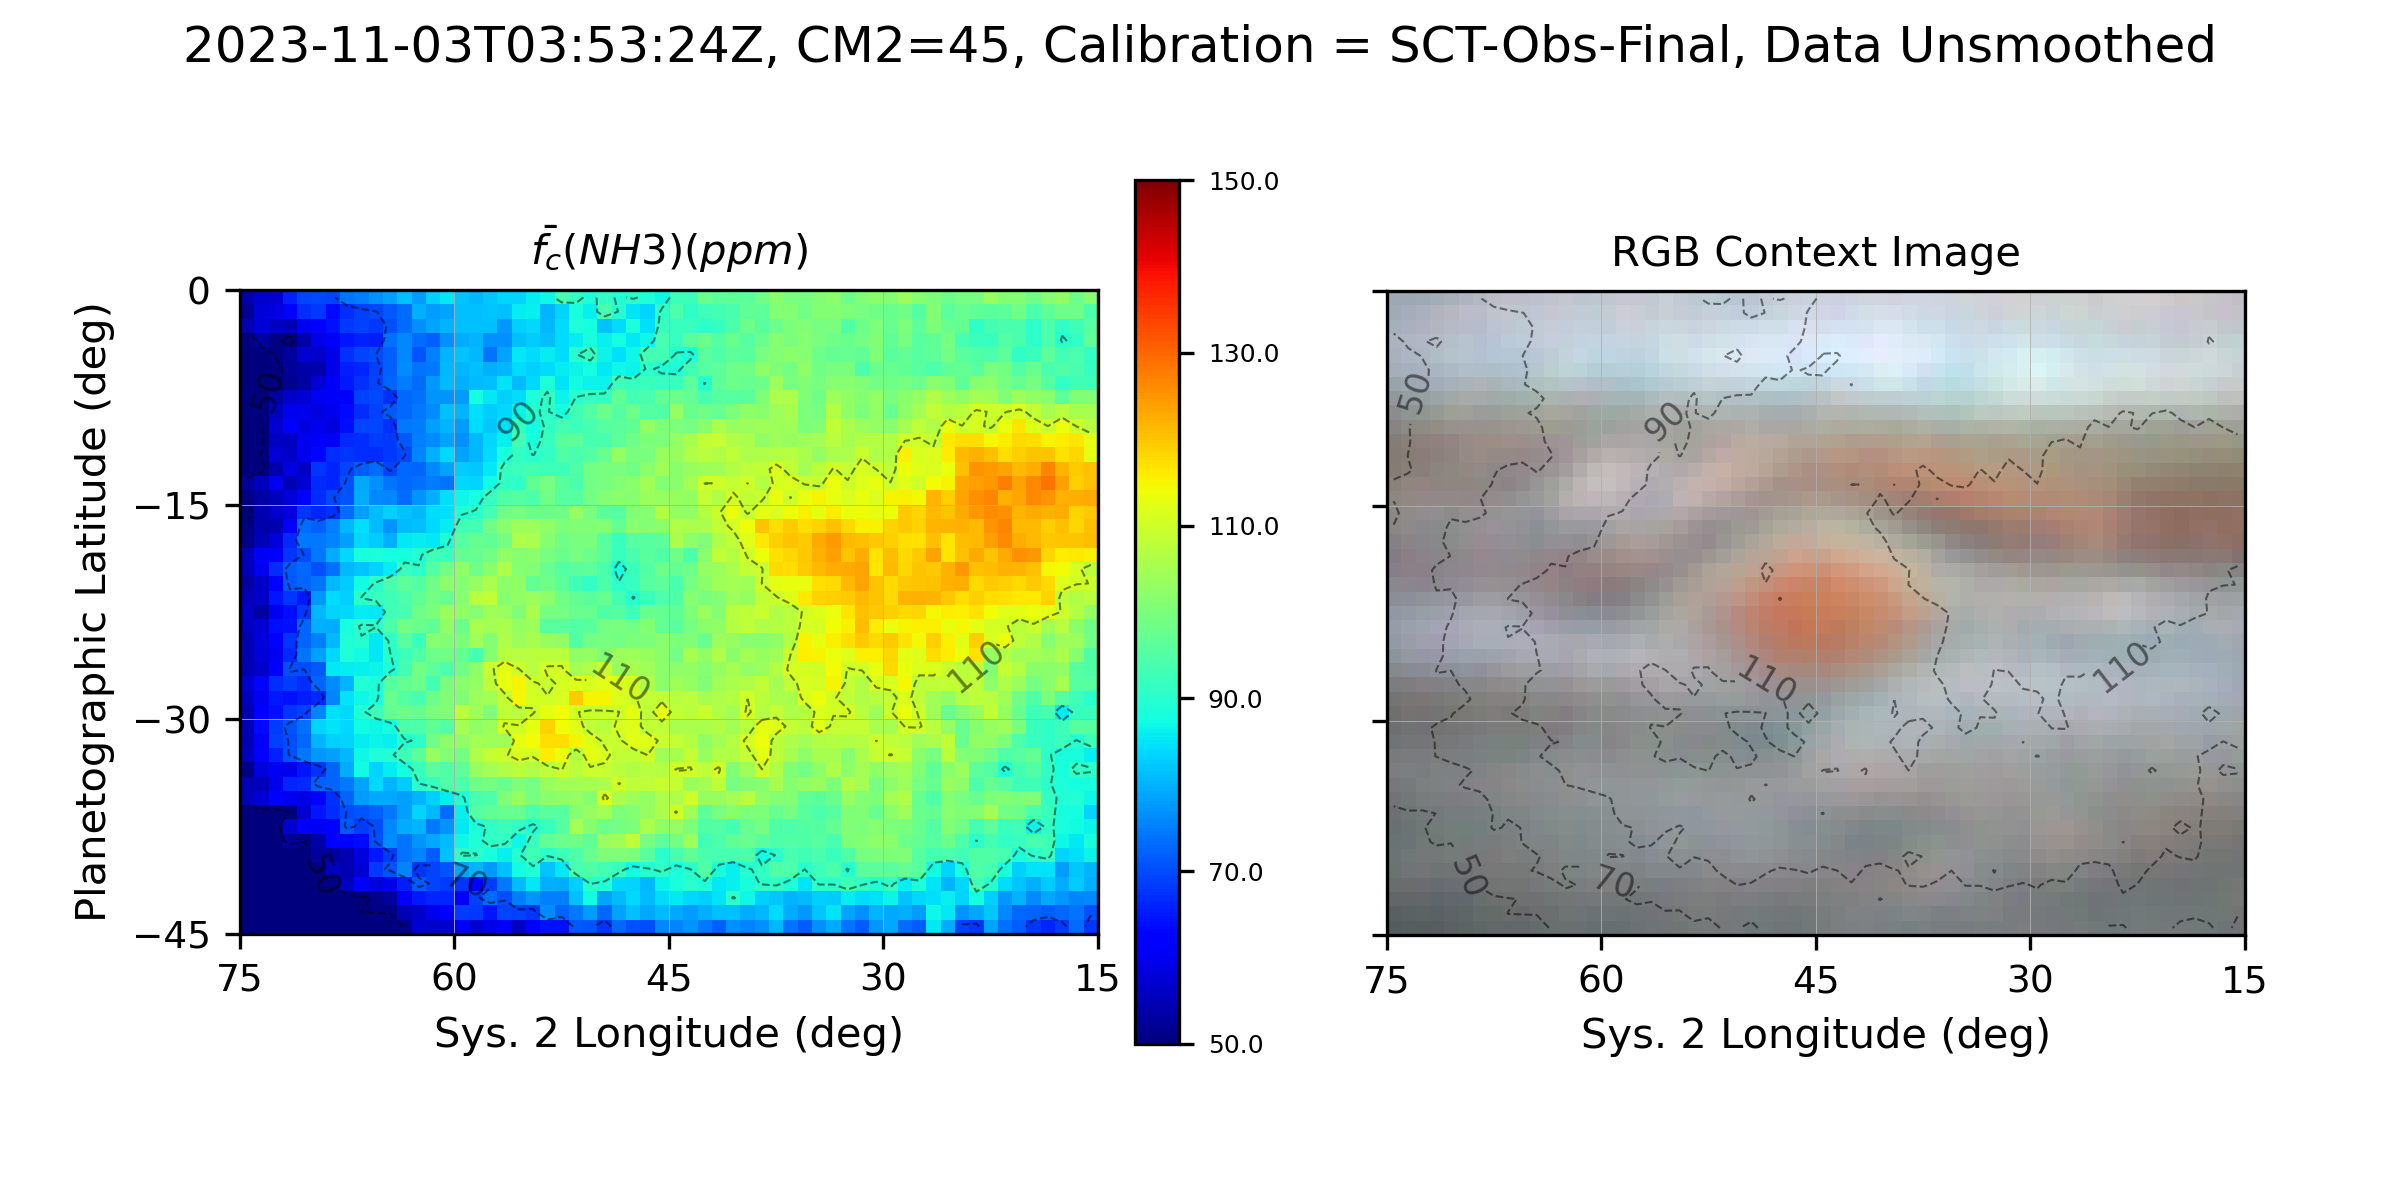 2023-11-03T03:53:24Z, CM2=45, Calibration = SCT-Obs-Final, Data Unsmoothed
f̄_c(NH3)(ppm)
RGB Context Image
Planetographic Latitude (deg)
0
−15
−30
−45
75 60 45 30 15
Sys. 2 Longitude (deg)
50
90
110
110
50
70
150.0
130.0
110.0
90.0
70.0
50.0
50
90
110
110
50
70
75 60 45 30 15
Sys. 2 Longitude (deg)